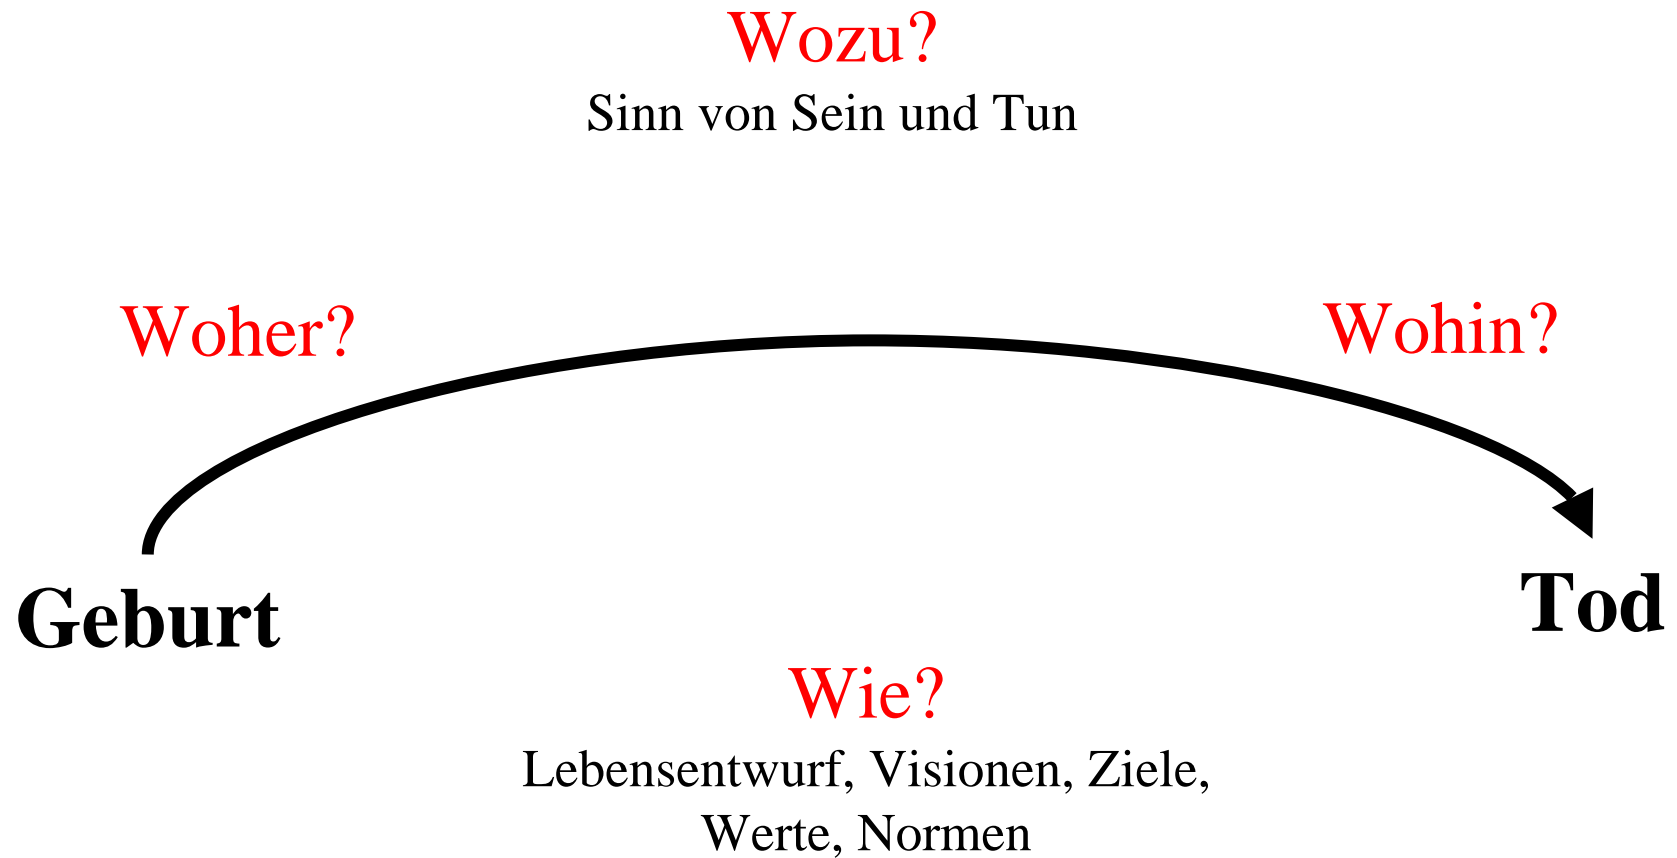 Wozu?
Sinn von Sein und Tun
Woher?
Wohin?
Geburt
Tod
Wie?
Lebensentwurf, Visionen, Ziele,
Werte, Normen